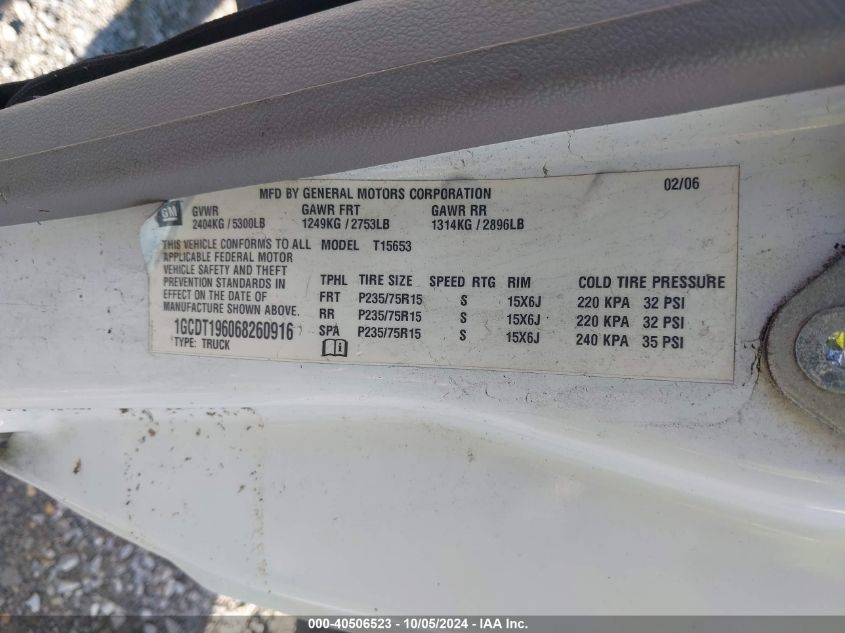 MFD BY GENERAL MOTORS CORPORATION 02/06
GM
GVWR GAWR FRT GAWR RR
2404KG / 5300LB 1249KG / 2753LB 1314KG / 2896LB
THIS VEHICLE CONFORMS TO ALL
APPLICABLE FEDERAL MOTOR
VEHICLE SAFETY AND THEFT
PREVENTION STANDARDS IN
EFFECT ON THE DATE OF
MANUFACTURE SHOWN ABOVE.
1GCDT196068260916
TYPE: TRUCK
MODEL T15653
TPHL TIRE SIZE SPEED RTG RIM COLD TIRE PRESSURE
FRT P235/75R15 S 15X6J 220 KPA 32 PSI
RR P235/75R15 S 15X6J 220 KPA 32 PSI
SPA P235/75R15 S 15X6J 240 KPA 35 PSI
000-40506523 - 10/05/2024 - IAA Inc.